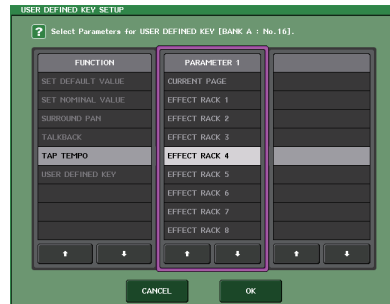 USER DEFINED KEY SETUP
? Select Parameters for USER DEFINED KEY [BANK A : No.16].
FUNCTION
SET DEFAULT VALUE
SET NOMINAL VALUE
SURROUND PAN
TALKBACK
TAP TEMPO
USER DEFINED KEY
PARAMETER 1
CURRENT PAGE
EFFECT RACK 1
EFFECT RACK 2
EFFECT RACK 3
EFFECT RACK 4
EFFECT RACK 5
EFFECT RACK 6
EFFECT RACK 7
EFFECT RACK 8
CANCEL
OK